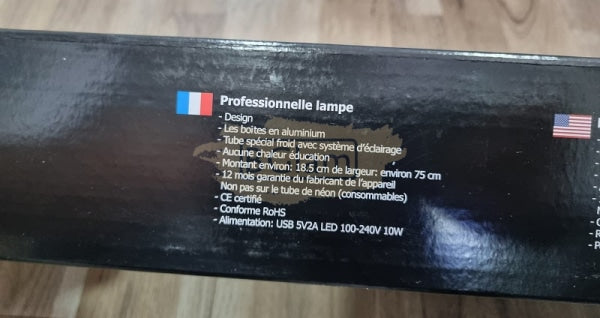 Professionnelle lampe
- Design
- Les boites en aluminium
- Tube spécial froid avec système d'éclairage
- Aucune chaleur éducation
- Montant environ: 18.5 cm de largeur: environ 75 cm
- 12 mois garantie du fabricant de l'appareil
Non pas sur le tube de néon (consommables)
- CE certifié
- Conforme RoHS
- Alimentation: USB 5V2A LED 100-240V 10W